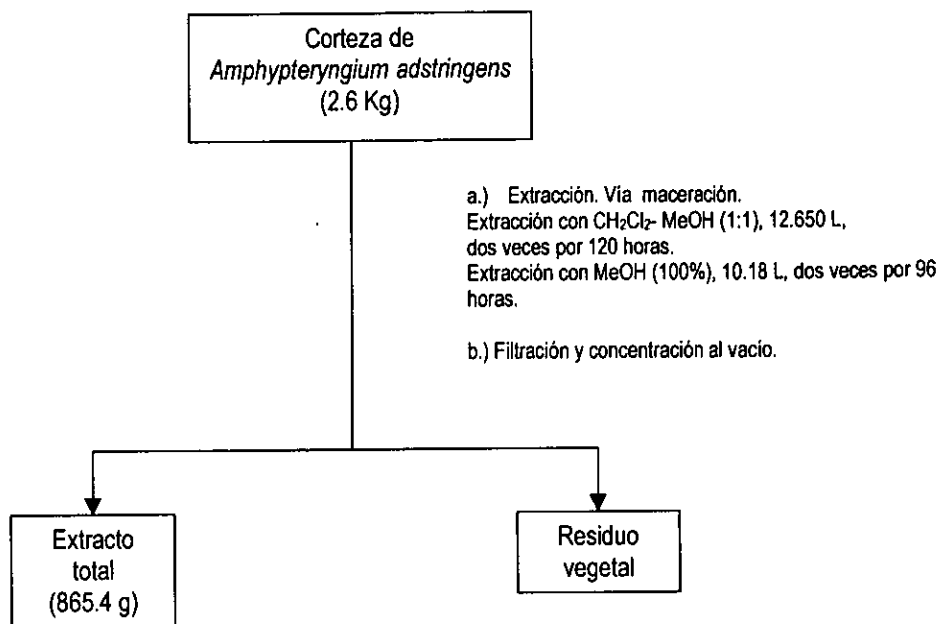 Corteza de
Amphypteryngium adstringens
(2.6 Kg)
a.) Extracción. Vía maceración.
Extracción con CH₂Cl₂- MeOH (1:1), 12.650 L,
dos veces por 120 horas.
Extracción con MeOH (100%), 10.18 L, dos veces por 96
horas.
b.) Filtración y concentración al vacío.
Extracto
total
(865.4 g)
Residuo
vegetal